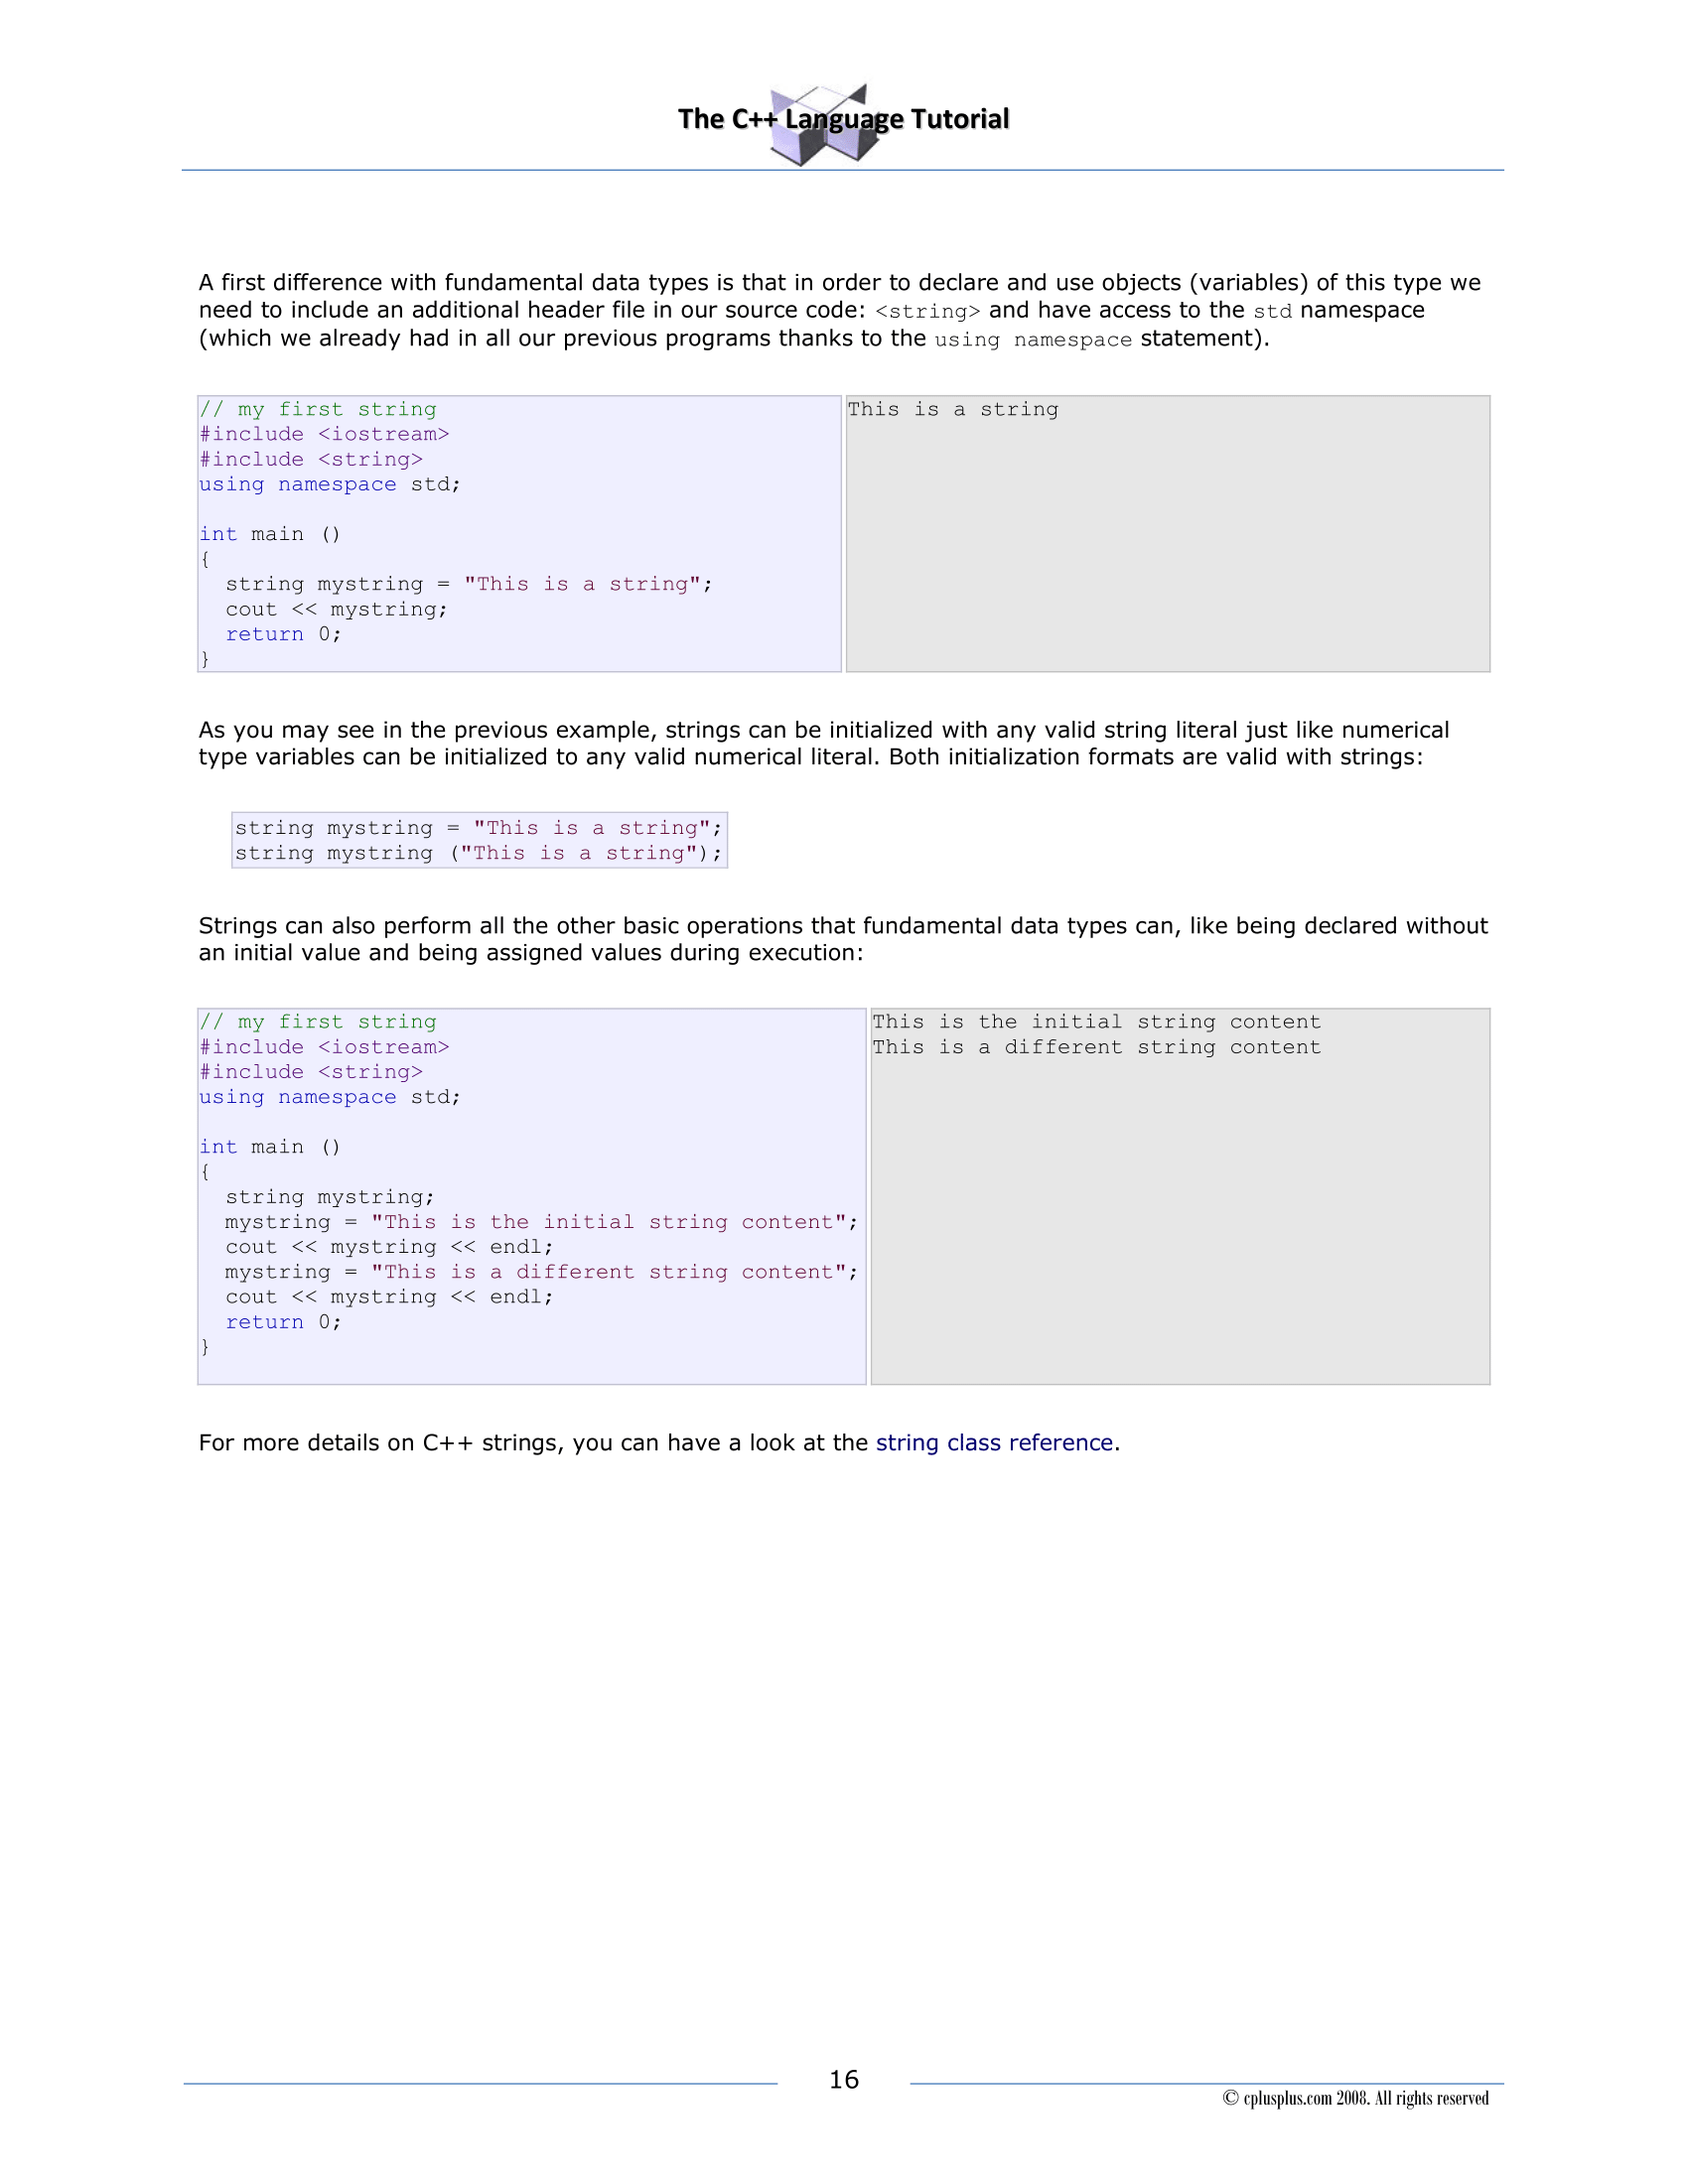 The C++ Language Tutorial
A first difference with fundamental data types is that in order to declare and use objects (variables) of this type we
need to include an additional header file in our source code: <string> and have access to the std namespace
(which we already had in all our previous programs thanks to the using namespace statement).
// my first string
#include <iostream>
#include <string>
using namespace std;

int main ()
{
  string mystring = "This is a string";
  cout << mystring;
  return 0;
}
This is a string
As you may see in the previous example, strings can be initialized with any valid string literal just like numerical
type variables can be initialized to any valid numerical literal. Both initialization formats are valid with strings:
string mystring = "This is a string";
string mystring ("This is a string");
Strings can also perform all the other basic operations that fundamental data types can, like being declared without
an initial value and being assigned values during execution:
// my first string
#include <iostream>
#include <string>
using namespace std;

int main ()
{
  string mystring;
  mystring = "This is the initial string content";
  cout << mystring << endl;
  mystring = "This is a different string content";
  cout << mystring << endl;
  return 0;
}
This is the initial string content
This is a different string content
For more details on C++ strings, you can have a look at the string class reference.
16
© cplusplus.com 2008. All rights reserved